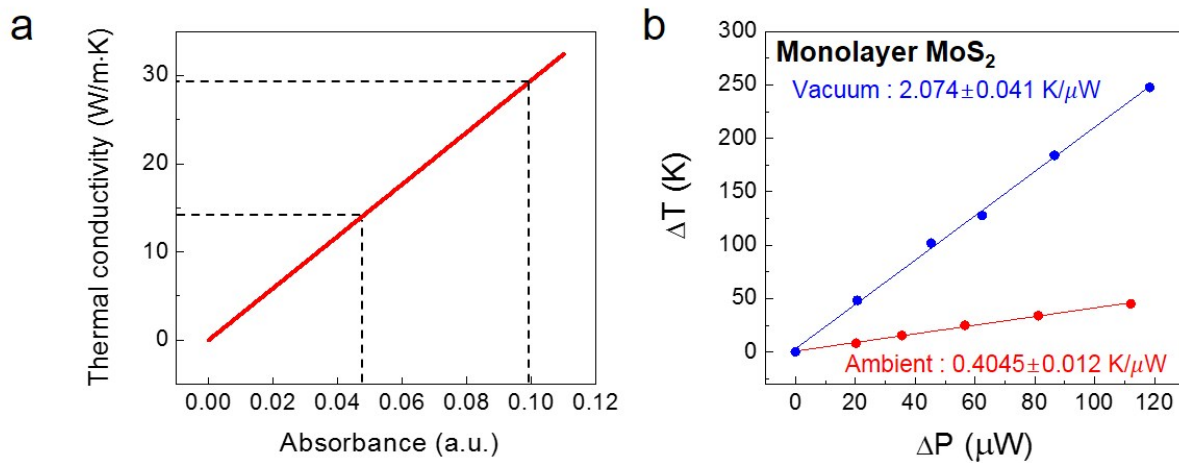 a
Thermal conductivity (W/m·K)
30
20
10
0
0.00 0.02 0.04 0.06 0.08 0.10 0.12
Absorbance (a.u.)
b
Monolayer MoS₂
Vacuum : 2.074±0.041 K/μW
Ambient : 0.4045±0.012 K/μW
ΔT (K)
300
250
200
150
100
50
0
0 20 40 60 80 100 120
ΔP (μW)